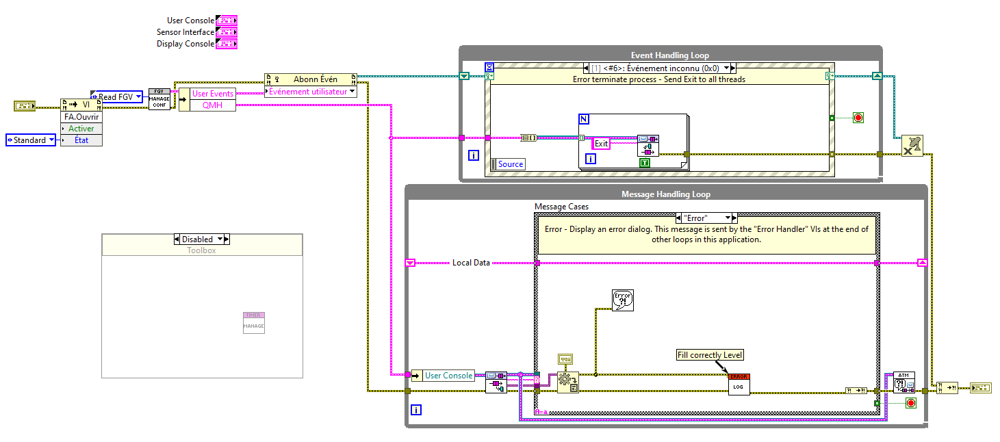 User Console
Sensor Interface
Display Console
Event Handling Loop
[1] <#6>: Événement inconnu (0x0)
Error terminate process - Send Exit to all threads
Abonn Évén
Événement utilisateur
Read FGV
FGV
MANAGE
CONF
User Events
QMH
VI
FA.Ouvrir
Activer
État
Standard
N
Exit
i
i
T
Source
X
Message Handling Loop
Message Cases
"Error"
Error - Display an error dialog. This message is sent by the "Error Handler" VIs at the end of
other loops in this application.
Local Data
Disabled
Toolbox
TIMER
MANAGE
Error
?!
Fill correctly Level
ERROR
LOG
User Console
?
ATM
?!
?! →?!
?!
?! →?!
i
A=a